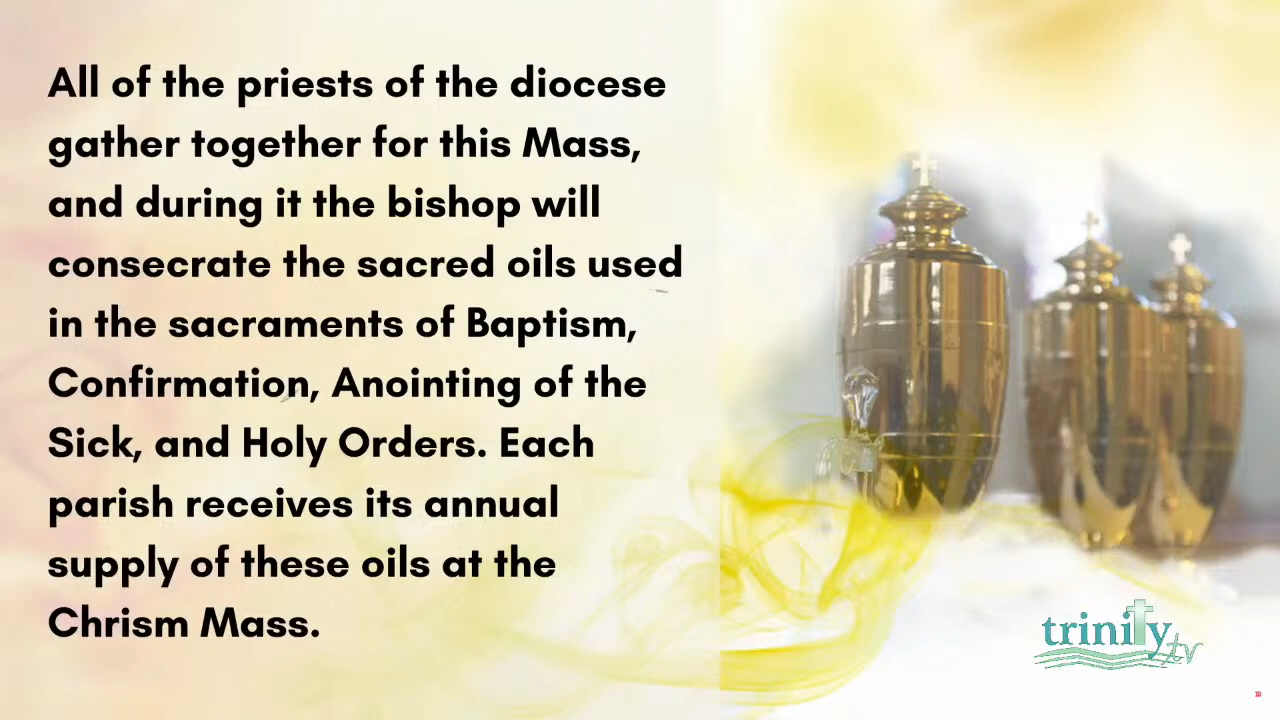 All of the priests of the diocese
gather together for this Mass,
and during it the bishop will
consecrate the sacred oils used
in the sacraments of Baptism,
Confirmation, Anointing of the
Sick, and Holy Orders. Each
parish receives its annual
supply of these oils at the
Chrism Mass.
trinity
tv